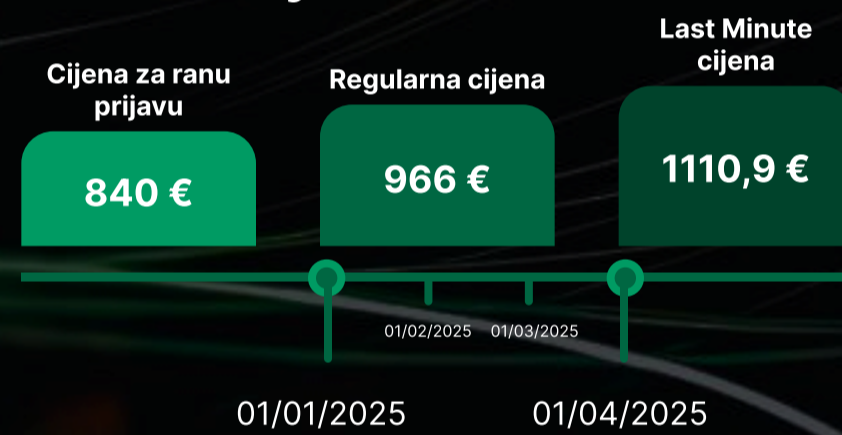 Cijena za ranu
prijavu
840 €
Regularna cijena
966 €
Last Minute
cijena
1110,9 €
01/02/2025
01/03/2025
01/01/2025
01/04/2025